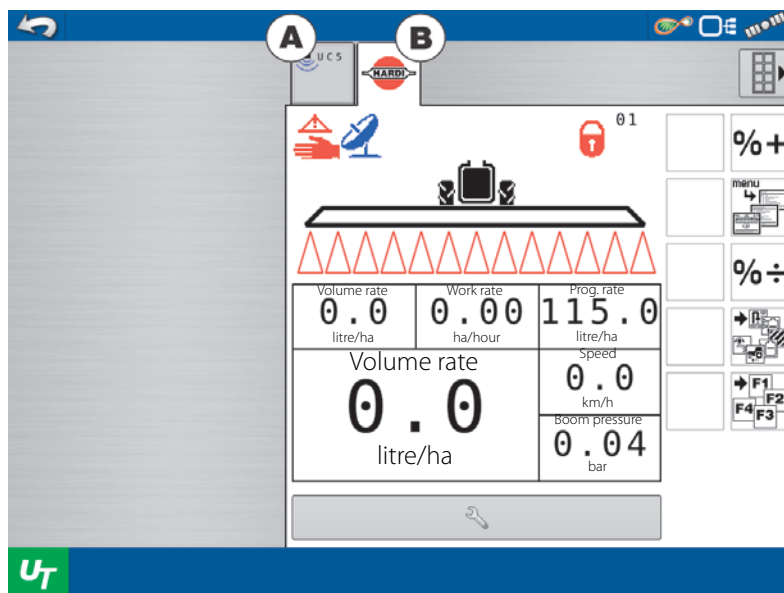 A
B
UC5
HARDI
01
%+
menu
%÷
Volume rate
0.0
litre/ha
Work rate
0.00
ha/hour
Prog. rate
115.0
litre/ha
Volume rate
0.0
litre/ha
Speed
0.0
km/h
Boom pressure
0.04
bar
F1
F2
F4
F3
UT